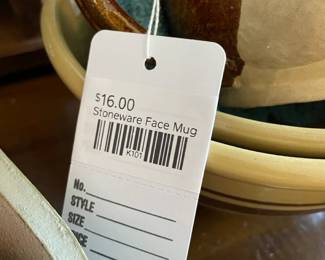 $16.00
Stoneware Face Mug
K101
No.
STYLE
SIZE